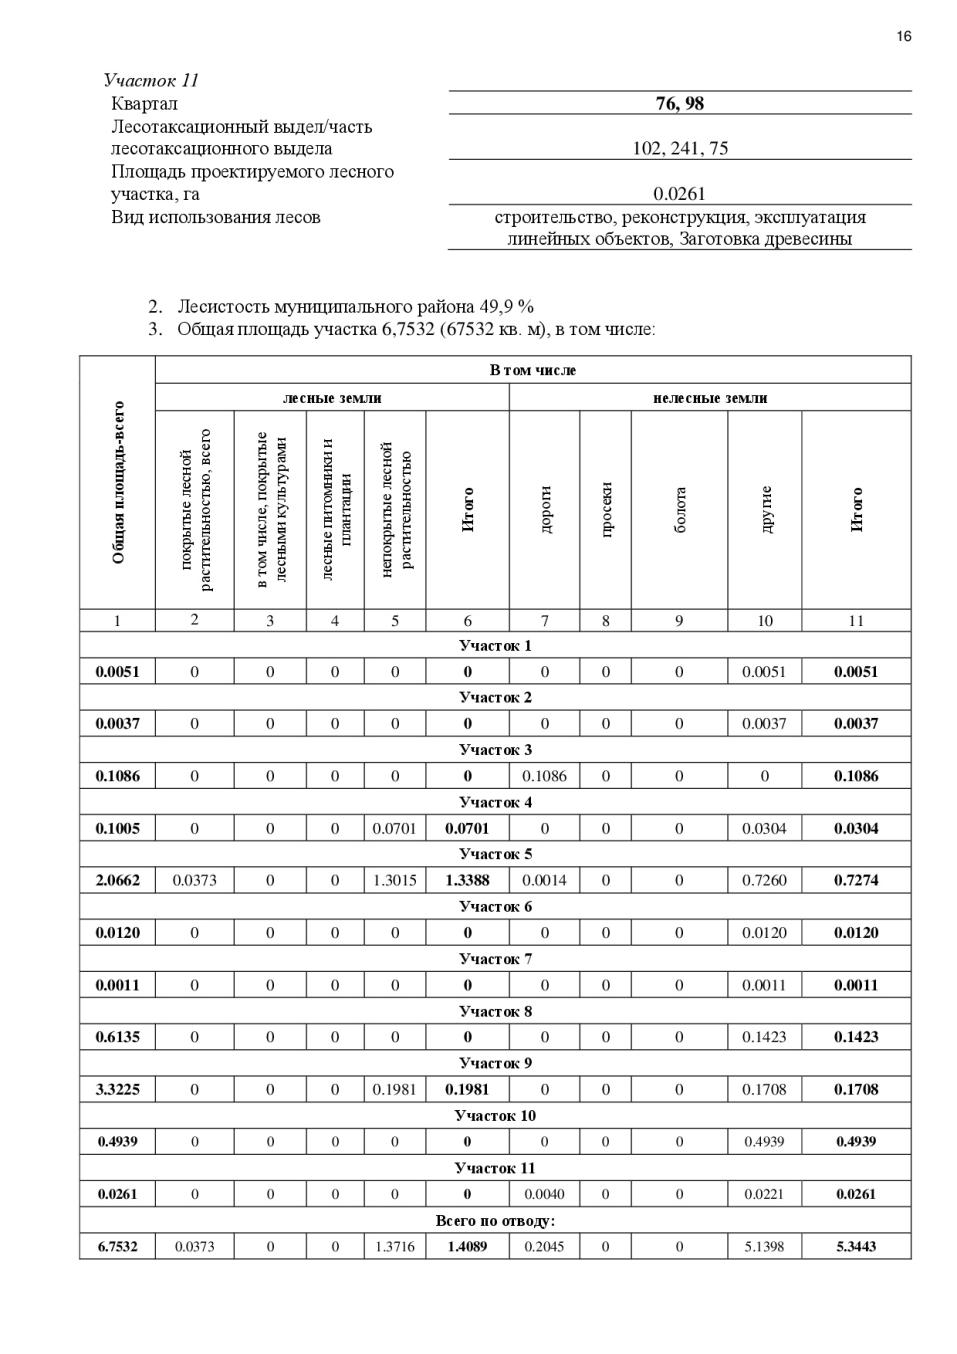 16
Участок 11
Квартал 76, 98
Лесотаксационный выдел/часть
лесотаксационного выдела 102, 241, 75
Площадь проектируемого лесного
участка, га 0.0261
Вид использования лесов строительство, реконструкция, эксплуатация
линейных объектов, Заготовка древесины
2. Лесистость муниципального района 49,9 %
3. Общая площадь участка 6,7532 (67532 кв. м), в том числе:
Общая площадь-всего
В том числе
лесные земли нелесные земли
покрытые лесной
растительностью, всего
в том числе, покрытые
лесными культурами
лесные питомники и
плантации
непокрытые лесной
растительностью
Итого
дороги
просеки
болота
другие
Итого
1 2 3 4 5 6 7 8 9 10 11
Участок 1
0.0051 0 0 0 0 0 0 0 0 0.0051 0.0051
Участок 2
0.0037 0 0 0 0 0 0 0 0 0.0037 0.0037
Участок 3
0.1086 0 0 0 0 0 0.1086 0 0 0 0.1086
Участок 4
0.1005 0 0 0 0.0701 0.0701 0 0 0 0.0304 0.0304
Участок 5
2.0662 0.0373 0 0 1.3015 1.3388 0.0014 0 0 0.7260 0.7274
Участок 6
0.0120 0 0 0 0 0 0 0 0 0.0120 0.0120
Участок 7
0.0011 0 0 0 0 0 0 0 0 0.0011 0.0011
Участок 8
0.6135 0 0 0 0 0 0 0 0 0.1423 0.1423
Участок 9
3.3225 0 0 0 0.1981 0.1981 0 0 0 0.1708 0.1708
Участок 10
0.4939 0 0 0 0 0 0 0 0 0.4939 0.4939
Участок 11
0.0261 0 0 0 0 0 0.0040 0 0 0.0221 0.0261
Всего по отводу:
6.7532 0.0373 0 0 1.3716 1.4089 0.2045 0 0 5.1398 5.3443